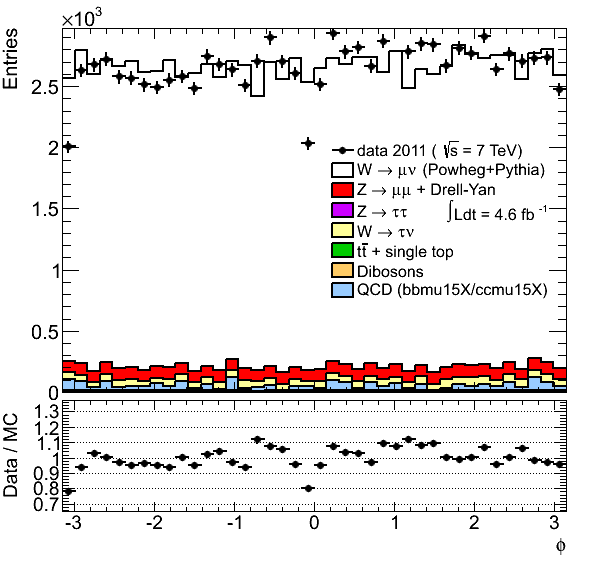 ×10³
Entries
2.5
2
1.5
1
0.5
0
data 2011 ( √s = 7 TeV)
W → μν (Powheg+Pythia)
Z → μμ + Drell-Yan
Z → ττ
∫Ldt = 4.6 fb⁻¹
W → τν
tt̄ + single top
Dibosons
QCD (bbmu15X/ccmu15X)
Data / MC
1.3
1.2
1.1
1
0.9
0.8
0.7
-3 -2 -1 0 1 2 3
ϕ